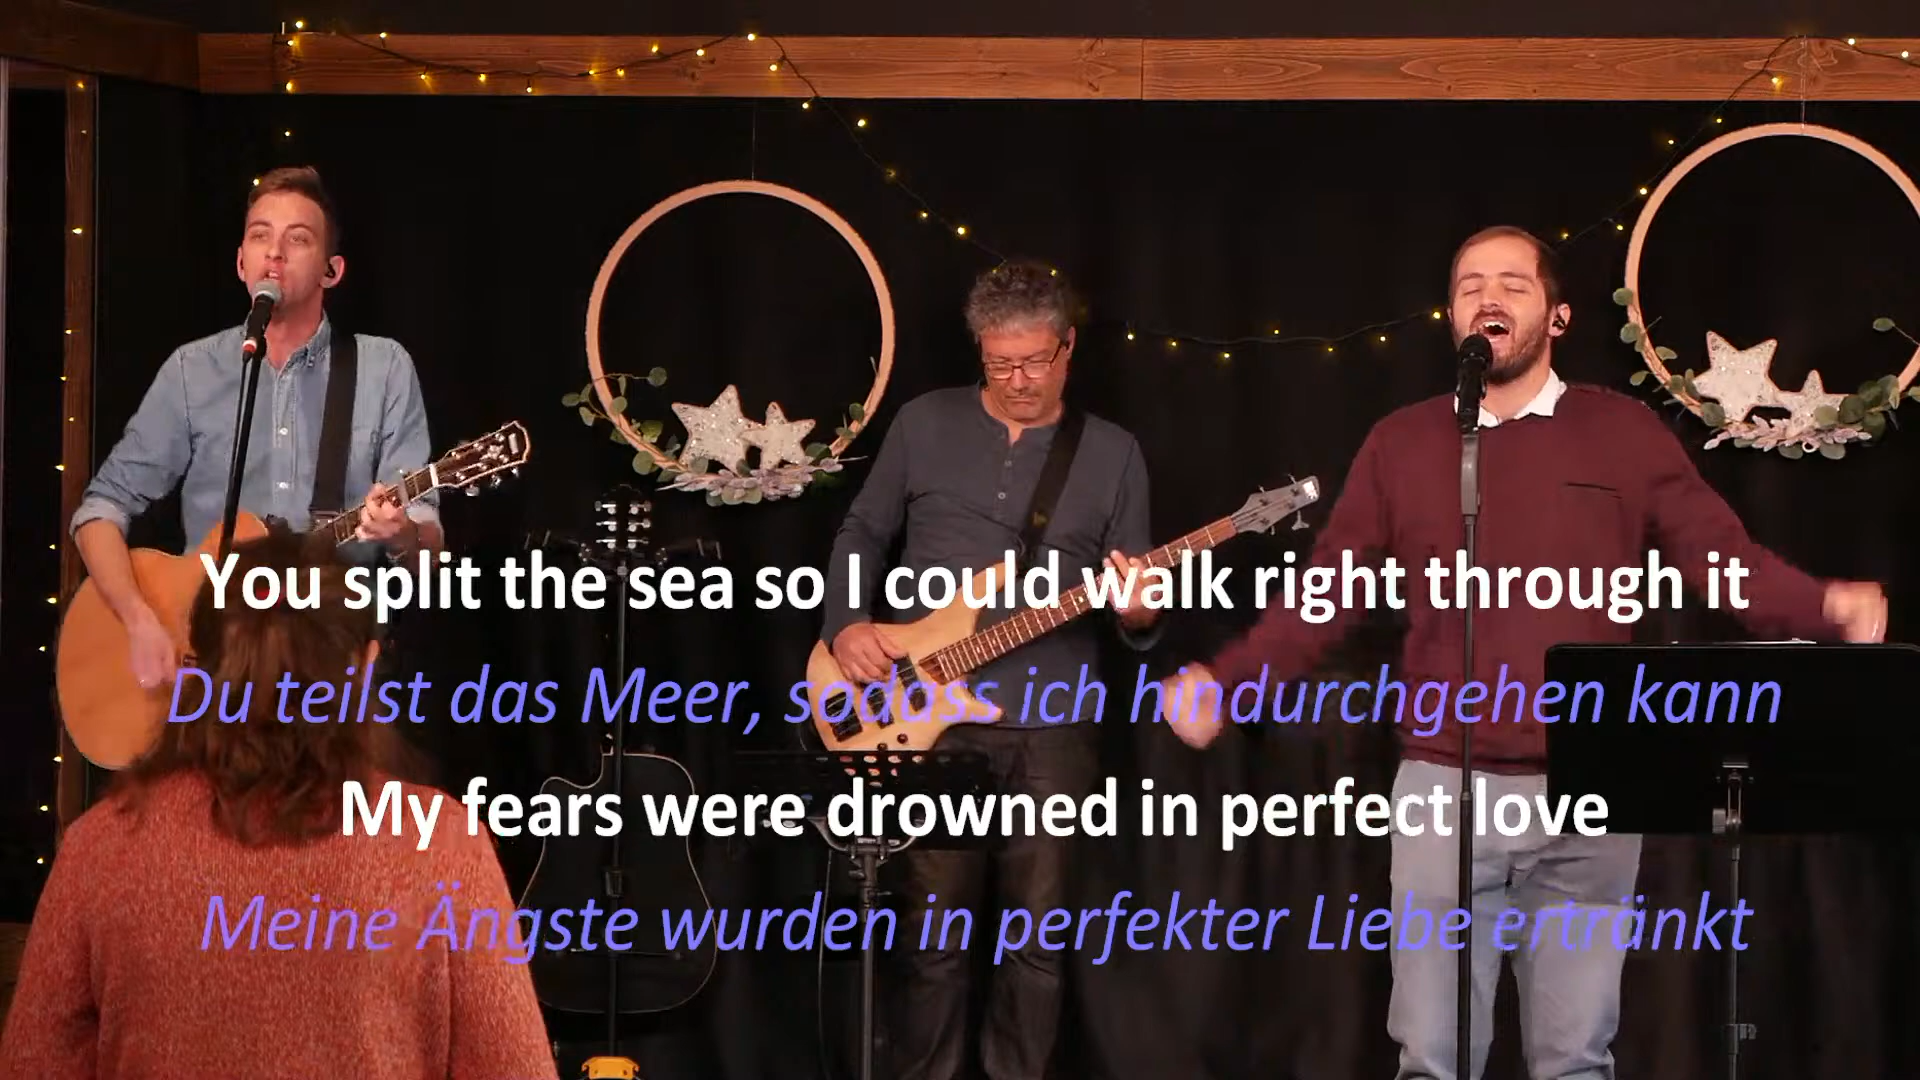 You split the sea so I could walk right through it
Du teilst das Meer, sodass ich hindurchgehen kann
My fears were drowned in perfect love
Meine Ängste wurden in perfekter Liebe ertränkt